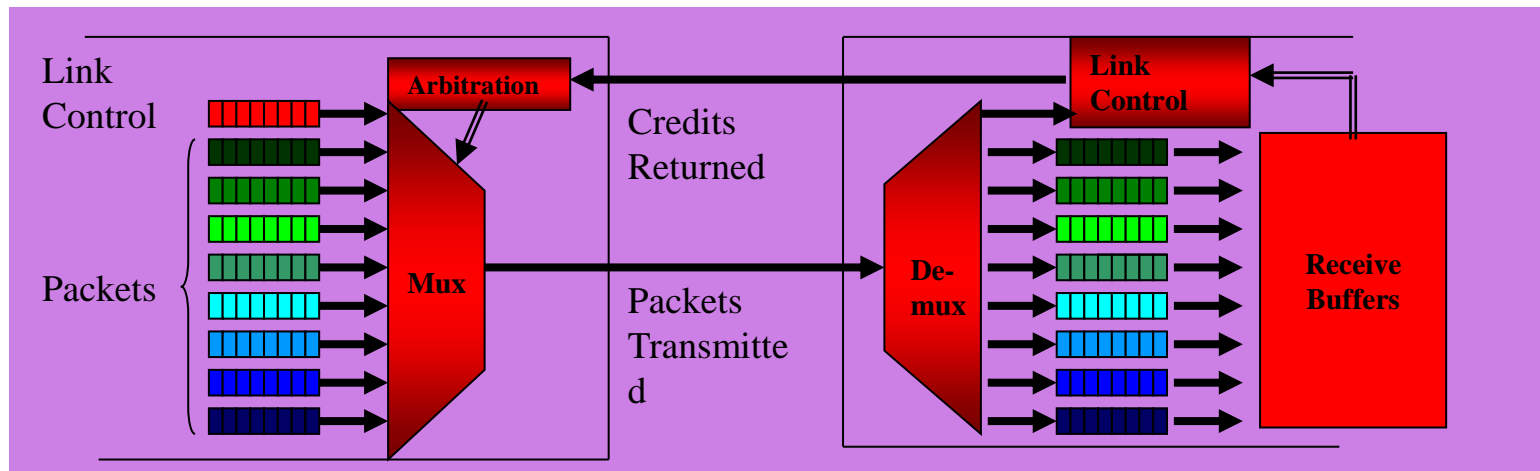 Link
Control
Packets
Arbitration
Mux
Credits
Returned
Packets
Transmitte
d
De-
mux
Link
Control
Receive
Buffers